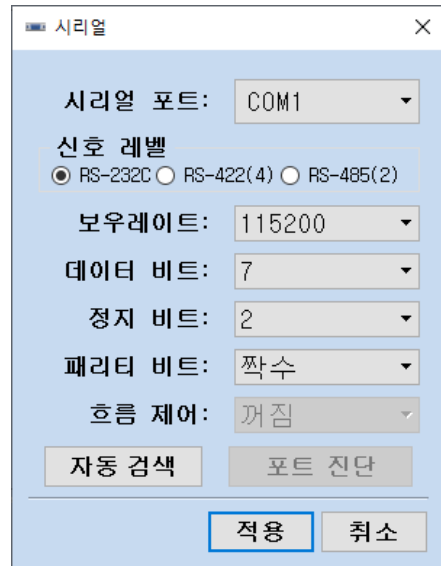 시리얼
시리얼 포트: COM1
신호 레벨
RS-232C RS-422(4) RS-485(2)
보우레이트: 115200
데이터 비트: 7
정지 비트: 2
패리티 비트: 짝수
흐름 제어: 꺼짐
자동 검색 포트 진단
적용 취소